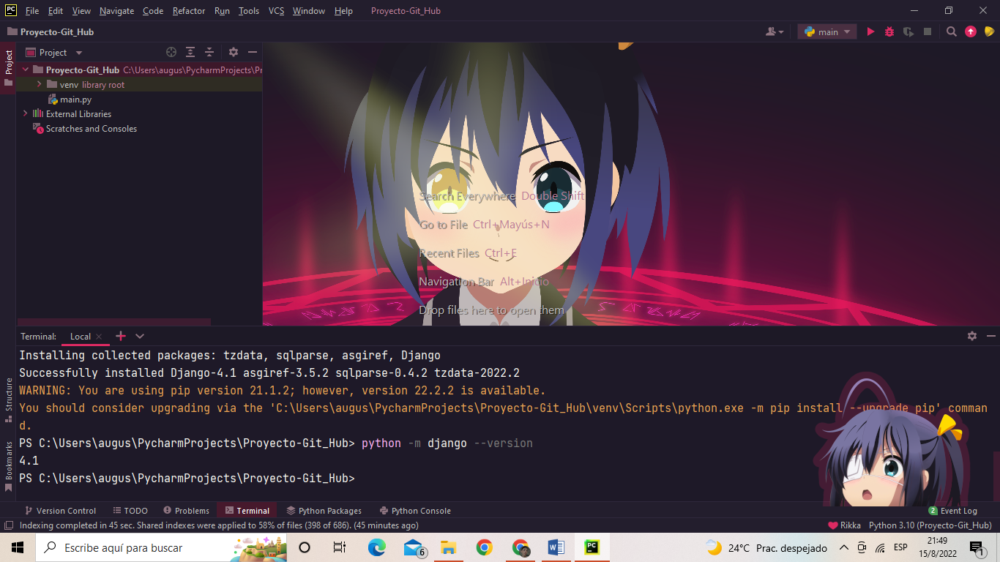 PC File Edit View Navigate Code Refactor Run Tools VCS Window Help Proyecto-Git_Hub
Proyecto-Git_Hub main
Project
Project
Proyecto-Git_Hub C:\Users\augus\PycharmProjects\Pr
venv library root
main.py
External Libraries
Scratches and Consoles
Search Everywhere Double Shift
Go to File Ctrl+Mayús+N
Recent Files Ctrl+E
Navigation Bar Alt+Inicio
Drop files here to open them
Terminal: Local
Installing collected packages: tzdata, sqlparse, asgiref, Django
Successfully installed Django-4.1 asgiref-3.5.2 sqlparse-0.4.2 tzdata-2022.2
WARNING: You are using pip version 21.1.2; however, version 22.2.2 is available.
You should consider upgrading via the 'C:\Users\augus\PycharmProjects\Proyecto-Git_Hub\venv\Scripts\python.exe -m pip install --upgrade pip' comman
d.
PS C:\Users\augus\PycharmProjects\Proyecto-Git_Hub> python -m django --version
4.1
PS C:\Users\augus\PycharmProjects\Proyecto-Git_Hub>
Structure
Bookmarks
Version Control TODO Problems Terminal Python Packages Python Console 2 Event Log
Indexing completed in 45 sec. Shared indexes were applied to 58% of files (398 of 686). (45 minutes ago) Rikka Python 3.10 (Proyecto-Git_Hub)
Escribe aquí para buscar 6 W PC 24°C Prac. despejado ESP 21:49
15/8/2022 1